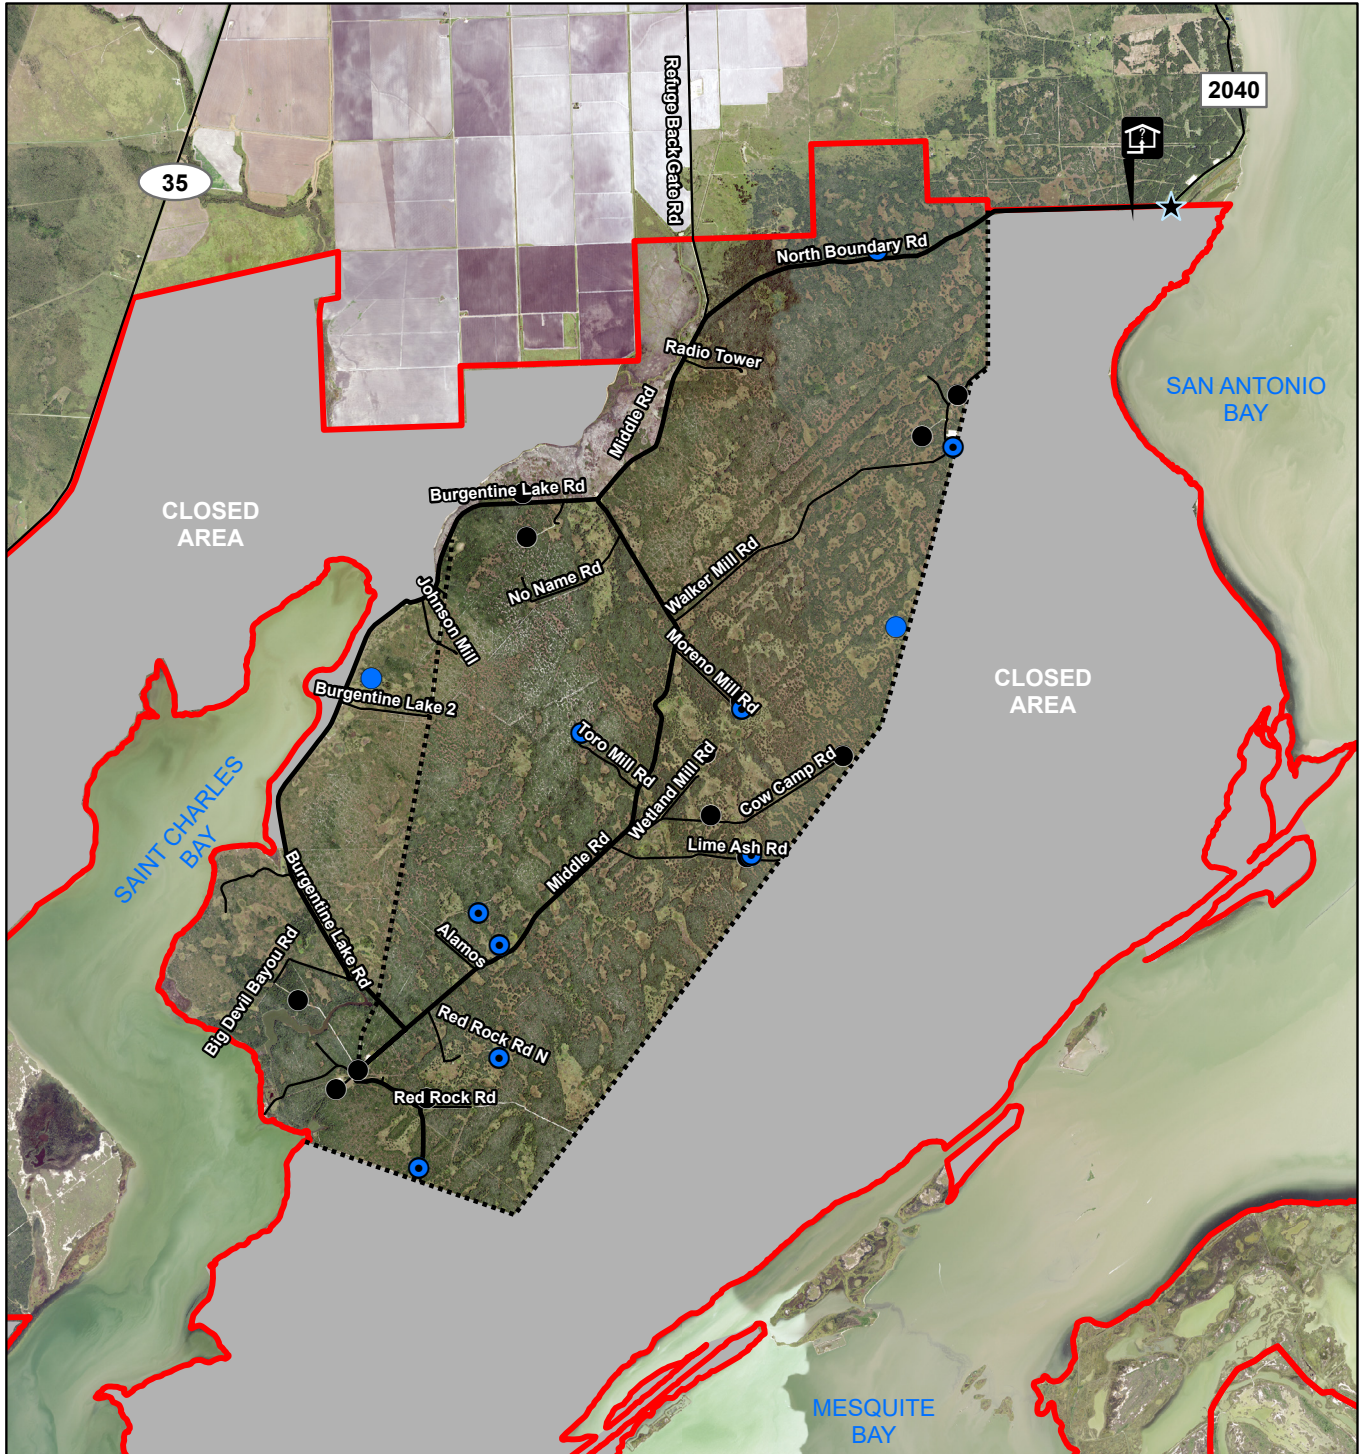 2040
?
35
Refuge Back Gate Rd
North Boundary Rd
Radio Tower
SAN ANTONIO
BAY
Middle Rd
Burgentine Lake Rd
CLOSED
AREA
No Name Rd
Walker Mill Rd
Johnson Mill
Moreno Mill Rd
CLOSED
AREA
Burgentine Lake 2
Toro Mill Rd
Wetland Mill Rd
Cow Camp Rd
SAINT CHARLES
BAY
Lime Ash Rd
Middle Rd
Burgentine Lake Rd
Alamos
Big Devil Bayou Rd
Red Rock Rd N
Red Rock Rd
MESQUITE
BAY